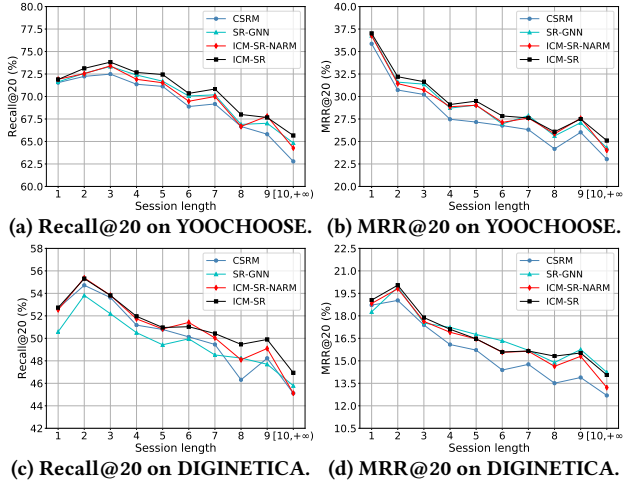 80.0
77.5
75.0
72.5
70.0
67.5
65.0
62.5
60.0
Recall@20 (%)
1 2 3 4 5 6 7 8 9 [10,+∞)
Session length
CSRM
SR-GNN
ICM-SR-NARM
ICM-SR
40.0
37.5
35.0
32.5
30.0
27.5
25.0
22.5
20.0
MRR@20 (%)
1 2 3 4 5 6 7 8 9 [10,+∞)
Session length
CSRM
SR-GNN
ICM-SR-NARM
ICM-SR
(a) Recall@20 on YOOCHOOSE. (b) MRR@20 on YOOCHOOSE.
58
56
54
52
50
48
46
44
42
Recall@20 (%)
1 2 3 4 5 6 7 8 9 [10,+∞)
Session length
CSRM
SR-GNN
ICM-SR-NARM
ICM-SR
22.5
21.0
19.5
18.0
16.5
15.0
13.5
12.0
10.5
MRR@20 (%)
1 2 3 4 5 6 7 8 9 [10,+∞)
Session length
CSRM
SR-GNN
ICM-SR-NARM
ICM-SR
(c) Recall@20 on DIGINETICA. (d) MRR@20 on DIGINETICA.